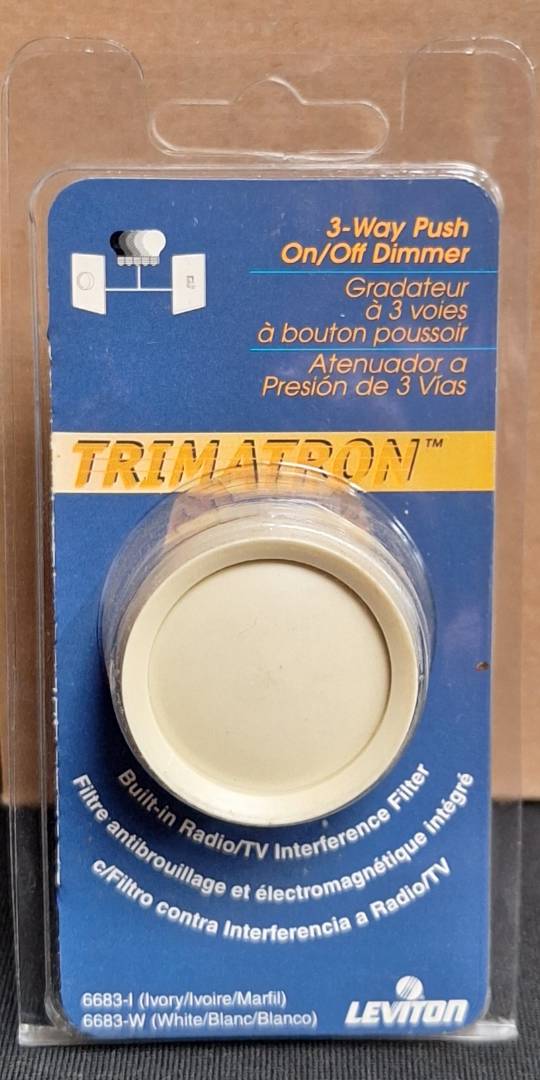 3-Way Push
On/Off Dimmer
Gradateur
à 3 voies
à bouton poussoir
Atenuador a
Presión de 3 Vías
TRIMATRON™
Built-in Radio/TV Interference Filter
Filtre antibrouillage et électromagnétique intégré
c/Filtro contra Interferencia a Radio/TV
6683-I (Ivory/Ivoire/Marfil)
6683-W (White/Blanc/Blanco)
LEVITON